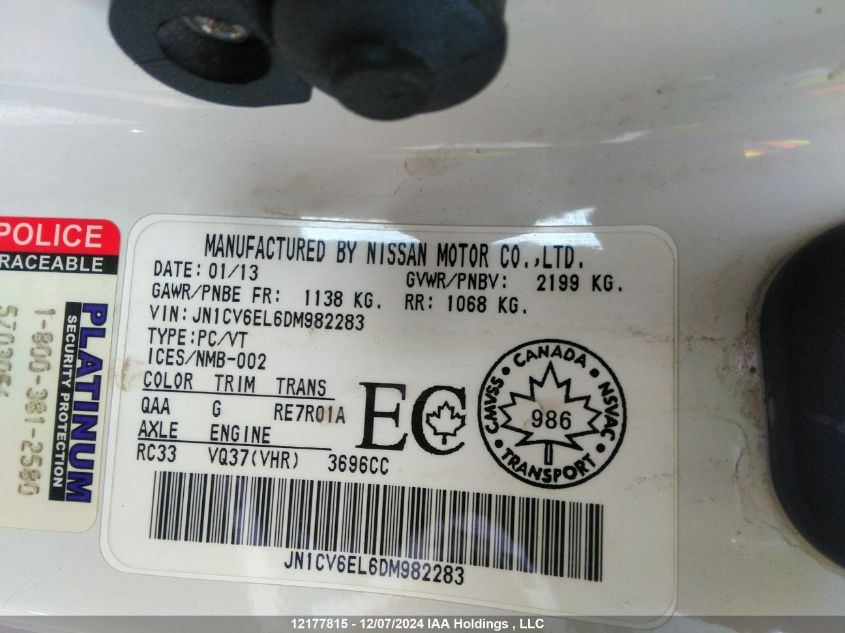 POLICE
RACEABLE
PLATINUM
SECURITY PROTECTION
1-800-381-2580
MANUFACTURED BY NISSAN MOTOR CO.,LTD.
DATE: 01/13 GVWR/PNBV: 2199 KG.
GAWR/PNBE FR: 1138 KG. RR: 1068 KG.
VIN: JN1CV6EL6DM982283
TYPE: PC/VT
ICES/NMB-002
COLOR TRIM TRANS
QAA G RE7R01A
AXLE ENGINE
RC33 VQ37(VHR) 3696CC
EC
CANADA • NSVAC • TRANSPORT • CMVSS •
986
JN1CV6EL6DM982283
12177815 - 12/07/2024 IAA Holdings , LLC